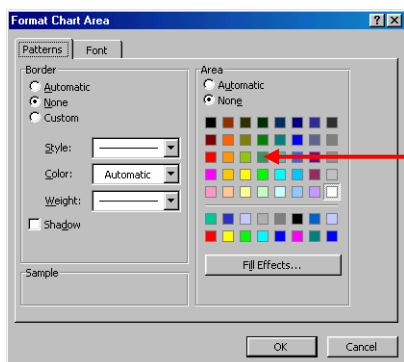 Format Chart Area
Patterns
Font
Border
Automatic
None
Custom
Style:
Color:
Automatic
Weight:
Shadow
Sample
Area
Automatic
None
Fill Effects...
OK
Cancel